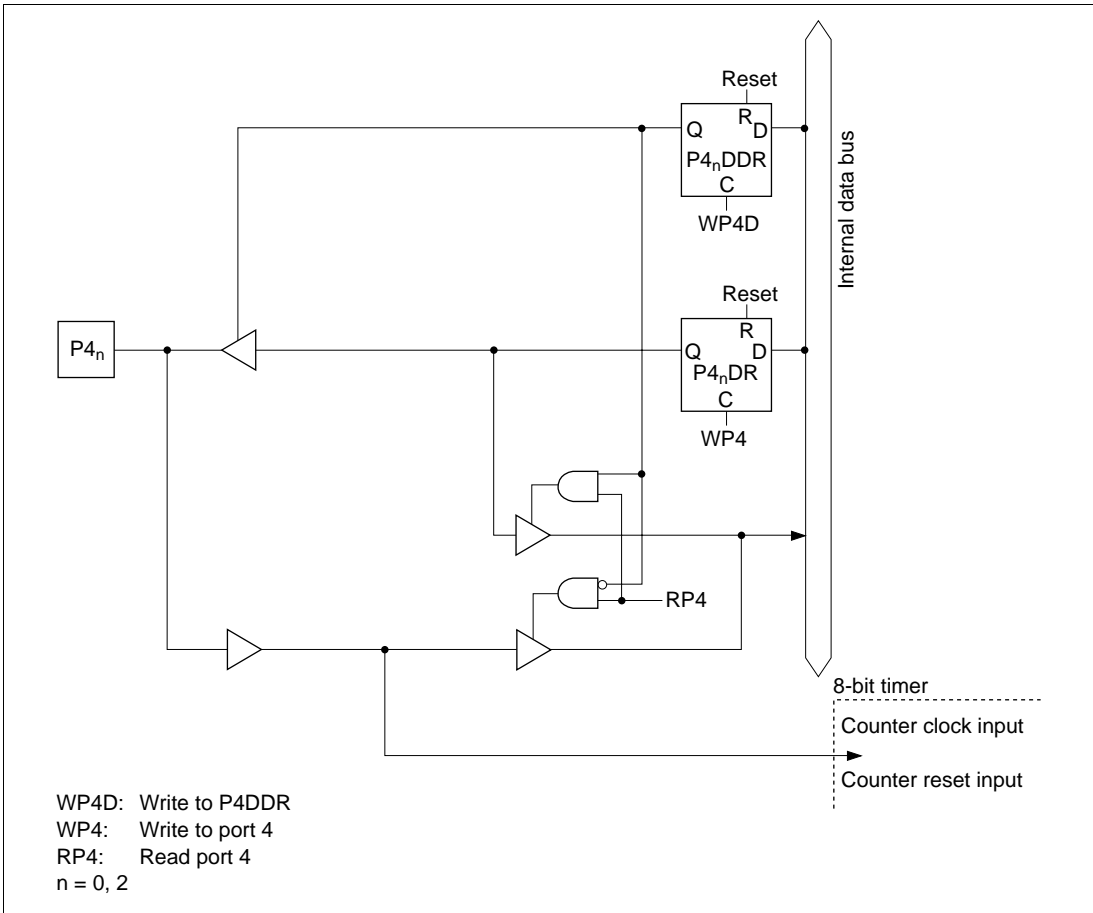 Reset
R
Q
D
P4nDDR
C
WP4D
Internal data bus
Reset
R
Q
D
P4nDR
C
WP4
P4n
RP4
8-bit timer
Counter clock input
Counter reset input
WP4D: Write to P4DDR
WP4: Write to port 4
RP4: Read port 4
n = 0, 2